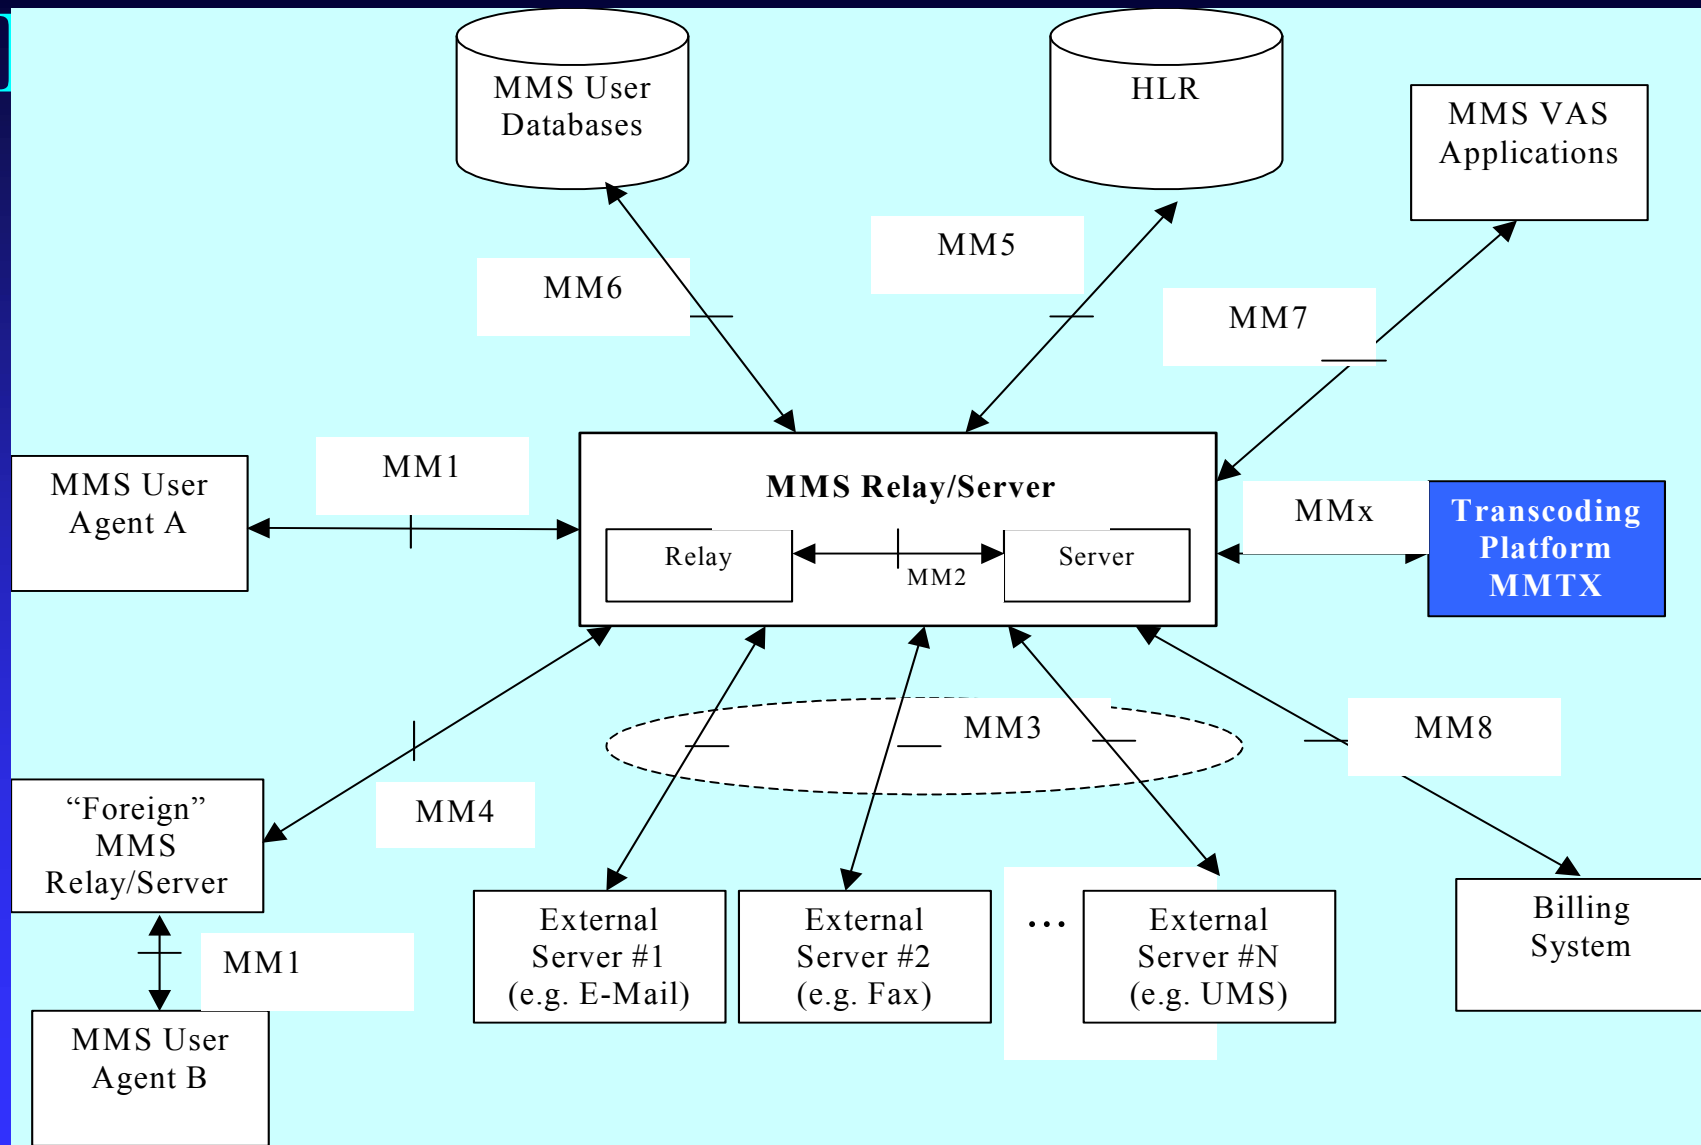 MMS User
Databases
HLR
MMS VAS
Applications
MM6
MM5
MM7
MMS User
Agent A
MM1
MMS Relay/Server
Relay
MM2
Server
MMx
Transcoding
Platform
MMTX
MM3
MM8
MM4
“Foreign”
MMS
Relay/Server
MM1
MMS User
Agent B
External
Server #1
(e.g. E-Mail)
External
Server #2
(e.g. Fax)
...
External
Server #N
(e.g. UMS)
Billing
System